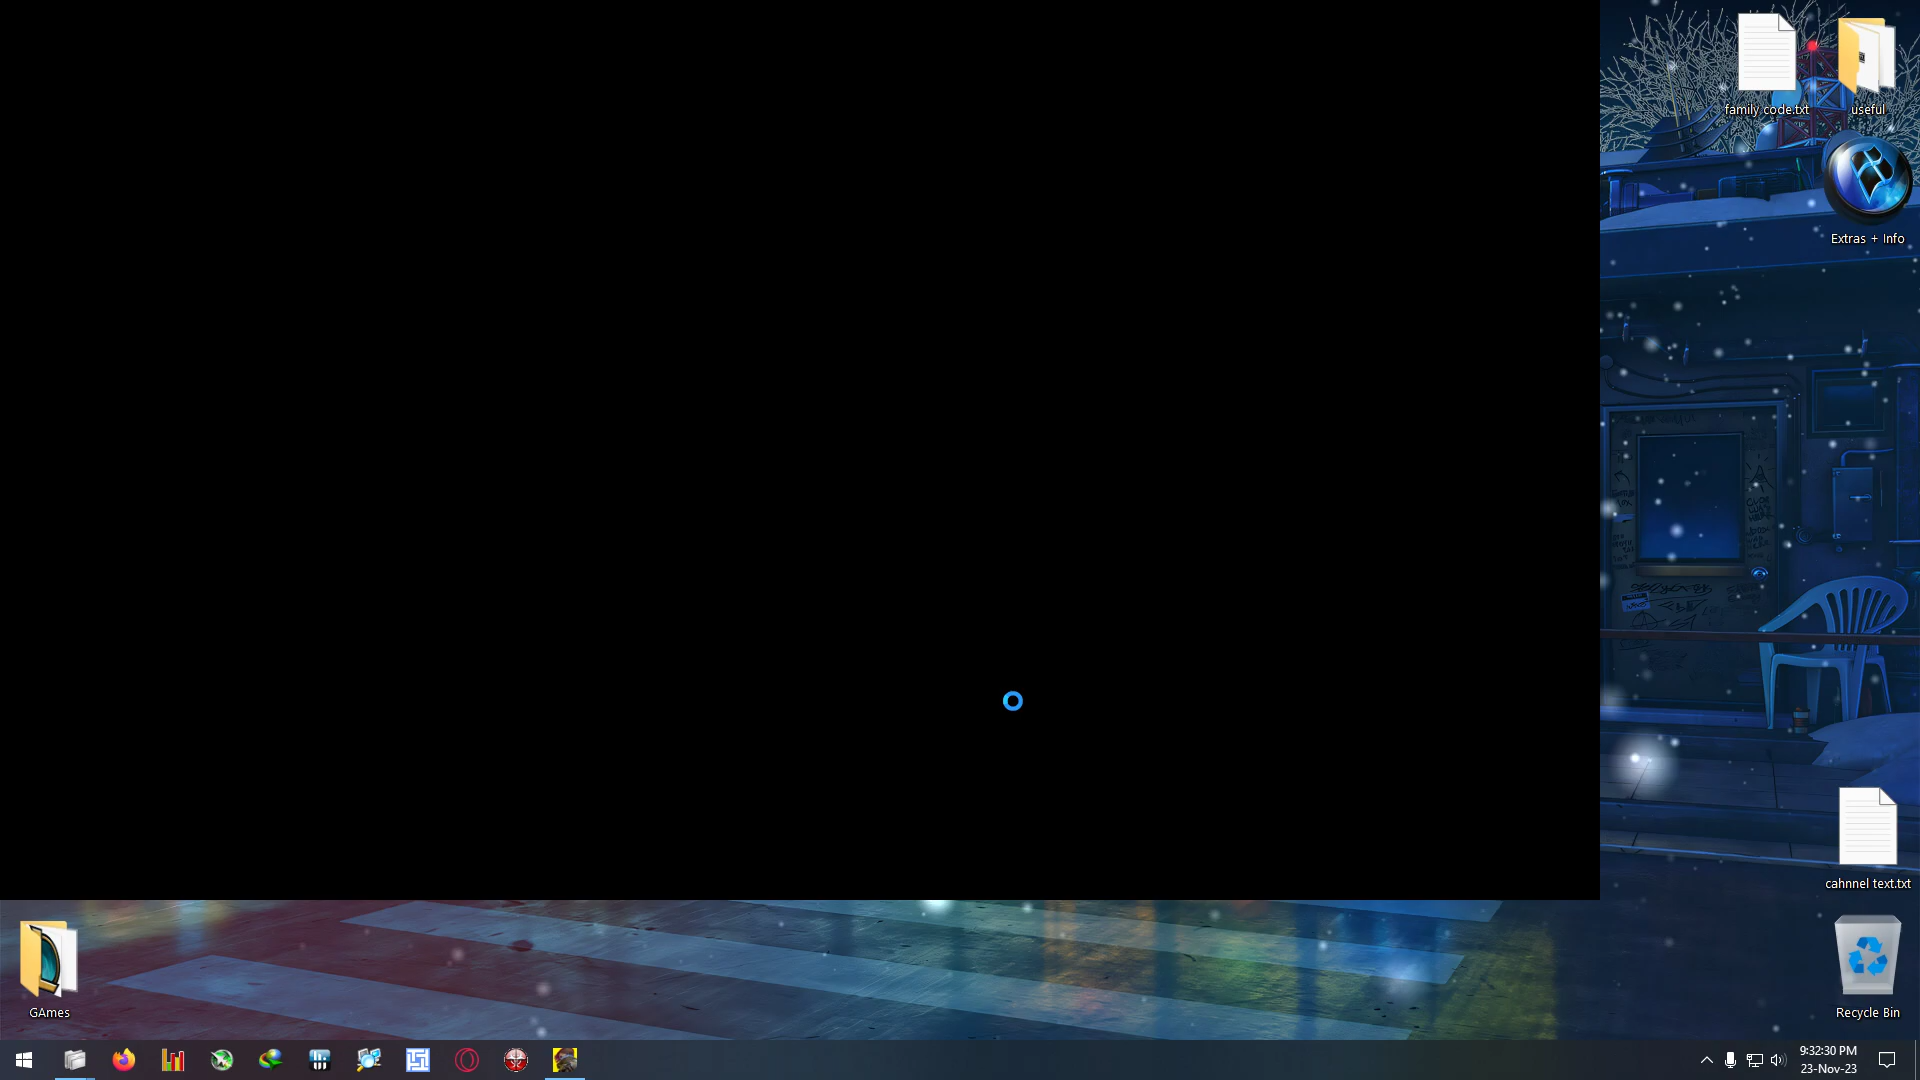 family code.txt
useful
Extras + Info
cahnnel text.txt
GAmes
Recycle Bin
9:32:30 PM
23-Nov-23